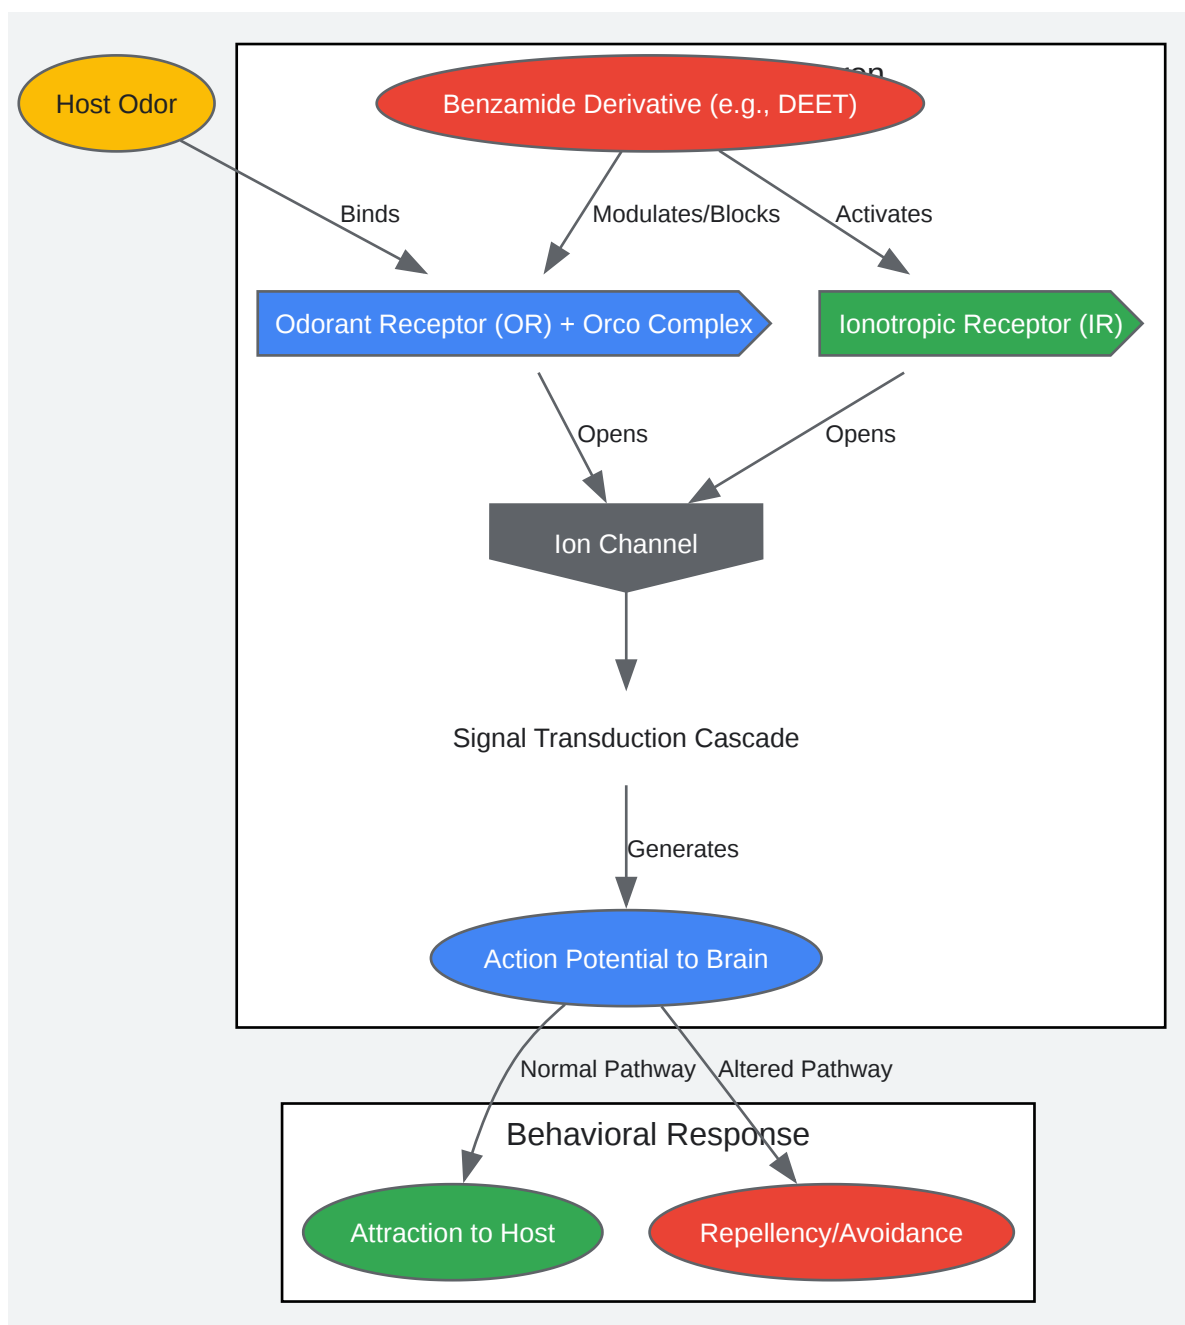 Host Odor
Benzamide Derivative (e.g., DEET)
Binds
Modulates/Blocks
Activates
Odorant Receptor (OR) + Orco Complex
Ionotropic Receptor (IR)
Opens
Opens
Ion Channel
Signal Transduction Cascade
Generates
Action Potential to Brain
Normal Pathway
Altered Pathway
Behavioral Response
Attraction to Host
Repellency/Avoidance